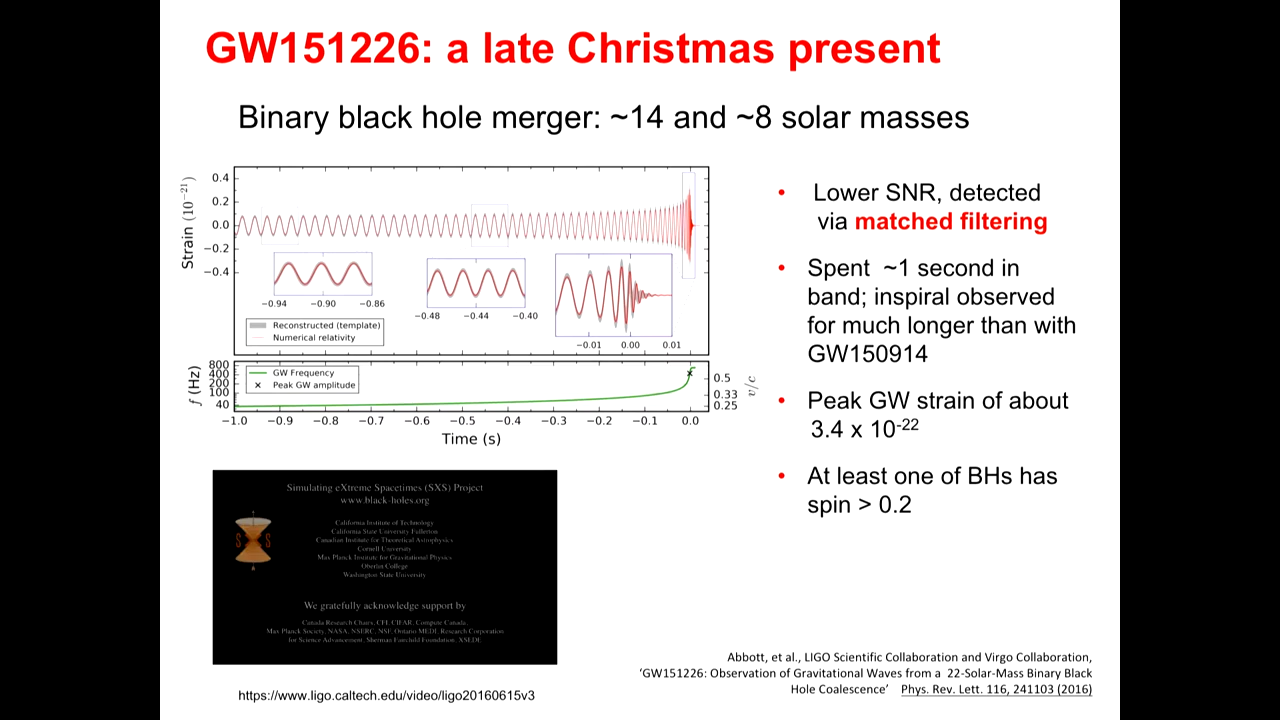 GW151226: a late Christmas present
Binary black hole merger: ~14 and ~8 solar masses
Strain (10⁻²¹)
0.4
0.2
0.0
−0.2
−0.4
−0.94 −0.90 −0.86
−0.48 −0.44 −0.40
−0.01 0.00 0.01
Reconstructed (template)
Numerical relativity
f (Hz)
800
400
200
100
40
GW Frequency
× Peak GW amplitude
0.5
0.33
0.25
v/c
−1.0 −0.9 −0.8 −0.7 −0.6 −0.5 −0.4 −0.3 −0.2 −0.1 0.0
Time (s)
• Lower SNR, detected
via matched filtering
• Spent ~1 second in
band; inspiral observed
for much longer than with
GW150914
• Peak GW strain of about
3.4 x 10⁻²²
• At least one of BHs has
spin > 0.2
Simulating eXtreme Spacetimes (SXS) Project
www.black-holes.org
S S
California Institute of Technology
California State University Fullerton
Canadian Institute for Theoretical Astrophysics
Cornell University
Max Planck Institute for Gravitational Physics
Oberlin College
Washington State University
We gratefully acknowledge support by
Canada Research Chairs, CFI, CIFAR, Compute Canada,
Max Planck Society, NASA, NSERC, NSF, Ontario MEDI, Research Corporation
for Science Advancement, Sherman Fairchild Foundation, XSEDE
https://www.ligo.caltech.edu/video/ligo20160615v3
Abbott, et al., LIGO Scientific Collaboration and Virgo Collaboration,
‘GW151226: Observation of Gravitational Waves from a 22-Solar-Mass Binary Black
Hole Coalescence’ Phys. Rev. Lett. 116, 241103 (2016)